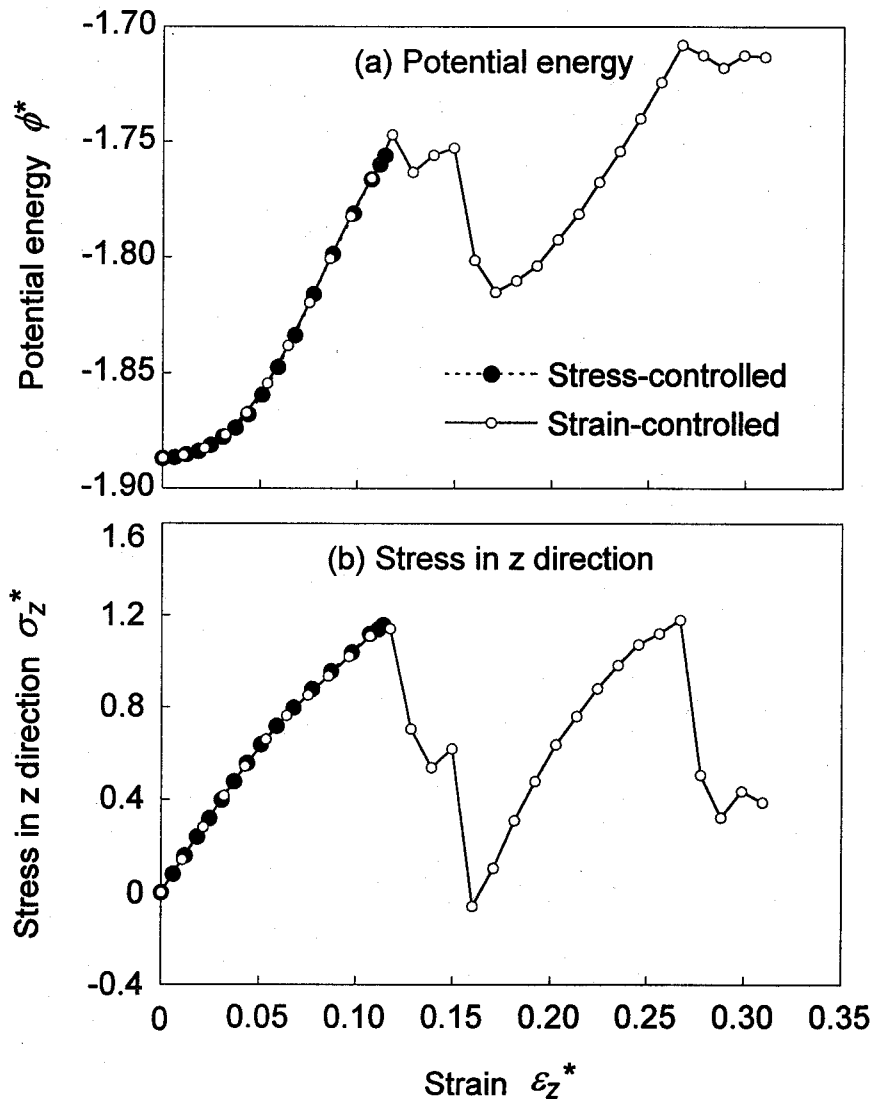 -1.70
(a) Potential energy
-1.75
-1.80
-1.85
-1.90
Potential energy ϕ*
Stress-controlled
Strain-controlled
1.6
(b) Stress in z direction
1.2
0.8
0.4
0
-0.4
Stress in z direction σz*
0 0.05 0.10 0.15 0.20 0.25 0.30 0.35
Strain εz*